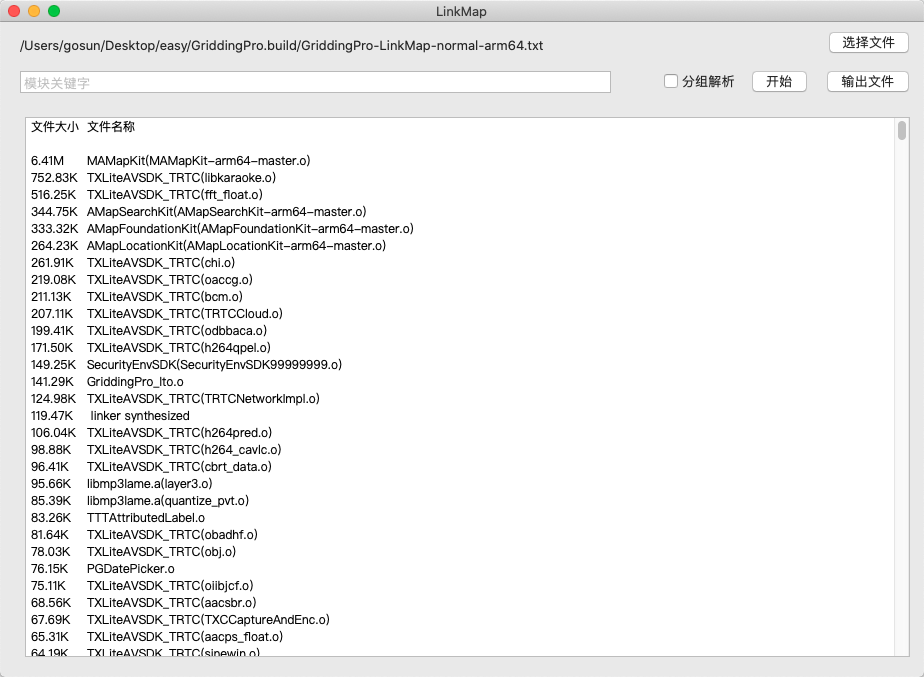 LinkMap
/Users/gosun/Desktop/easy/GriddingPro.build/GriddingPro-LinkMap-normal-arm64.txt
选择文件
模块关键字
分组解析
开始
输出文件
文件大小 文件名称
6.41M MAMapKit(MAMapKit-arm64-master.o)
752.83K TXLiteAVSDK_TRTC(libkaraoke.o)
516.25K TXLiteAVSDK_TRTC(fft_float.o)
344.75K AMapSearchKit(AMapSearchKit-arm64-master.o)
333.32K AMapFoundationKit(AMapFoundationKit-arm64-master.o)
264.23K AMapLocationKit(AMapLocationKit-arm64-master.o)
261.91K TXLiteAVSDK_TRTC(chi.o)
219.08K TXLiteAVSDK_TRTC(oaccg.o)
211.13K TXLiteAVSDK_TRTC(bcm.o)
207.11K TXLiteAVSDK_TRTC(TRTCCloud.o)
199.41K TXLiteAVSDK_TRTC(odbbaca.o)
171.50K TXLiteAVSDK_TRTC(h264qpel.o)
149.25K SecurityEnvSDK(SecurityEnvSDK99999999.o)
141.29K GriddingPro_lto.o
124.98K TXLiteAVSDK_TRTC(TRTCNetworkImpl.o)
119.47K linker synthesized
106.04K TXLiteAVSDK_TRTC(h264pred.o)
98.88K TXLiteAVSDK_TRTC(h264_cavlc.o)
96.41K TXLiteAVSDK_TRTC(cbrt_data.o)
95.66K libmp3lame.a(layer3.o)
85.39K libmp3lame.a(quantize_pvt.o)
83.26K TTTAttributedLabel.o
81.64K TXLiteAVSDK_TRTC(obadhf.o)
78.03K TXLiteAVSDK_TRTC(obj.o)
76.15K PGDatePicker.o
75.11K TXLiteAVSDK_TRTC(oiibjcf.o)
68.56K TXLiteAVSDK_TRTC(aacsbr.o)
67.69K TXLiteAVSDK_TRTC(TXCCaptureAndEnc.o)
65.31K TXLiteAVSDK_TRTC(aacps_float.o)
64.19K TXLiteAVSDK_TRTC(sinewin.o)